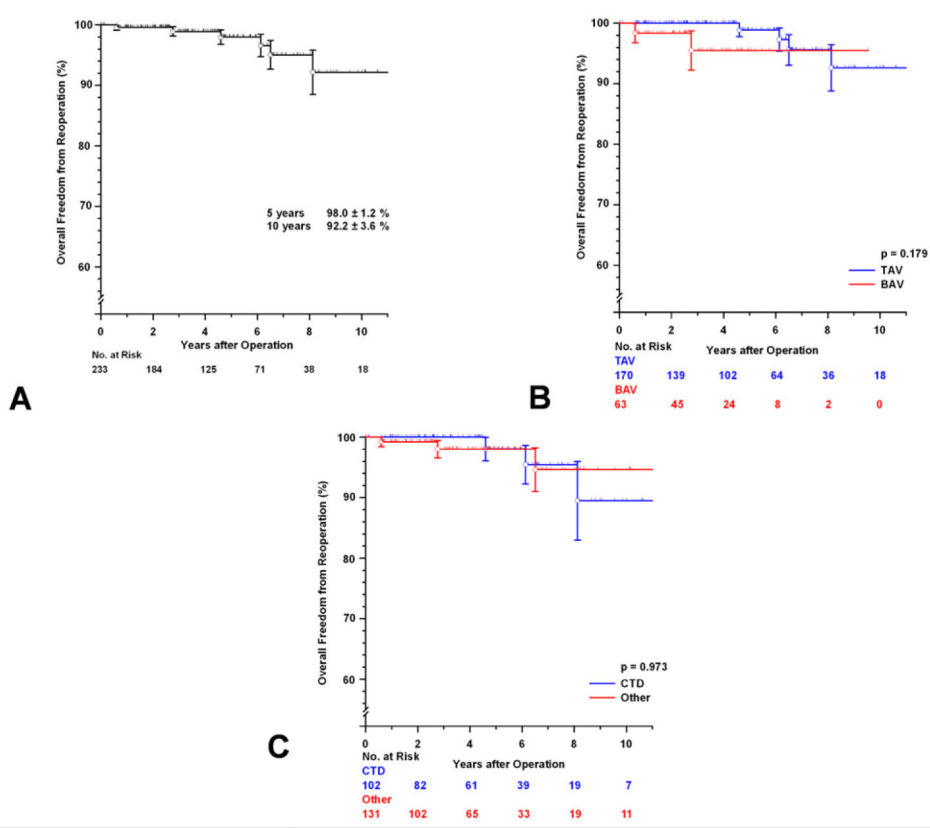 100
90
80
70
60
Overall Freedom from Reoperation (%)
5 years 98.0 ± 1.2 %
10 years 92.2 ± 3.6 %
0 2 4 6 8 10
Years after Operation
No. at Risk
233 184 125 71 38 18
A
100
90
80
70
60
Overall Freedom from Reoperation (%)
p = 0.179
TAV
BAV
0 2 4 6 8 10
No. at Risk Years after Operation
TAV
170 139 102 64 36 18
BAV
63 45 24 8 2 0
B
100
90
80
70
60
Overall Freedom from Reoperation (%)
p = 0.973
CTD
Other
0 2 4 6 8 10
No. at Risk Years after Operation
CTD
102 82 61 39 19 7
Other
131 102 65 33 19 11
C